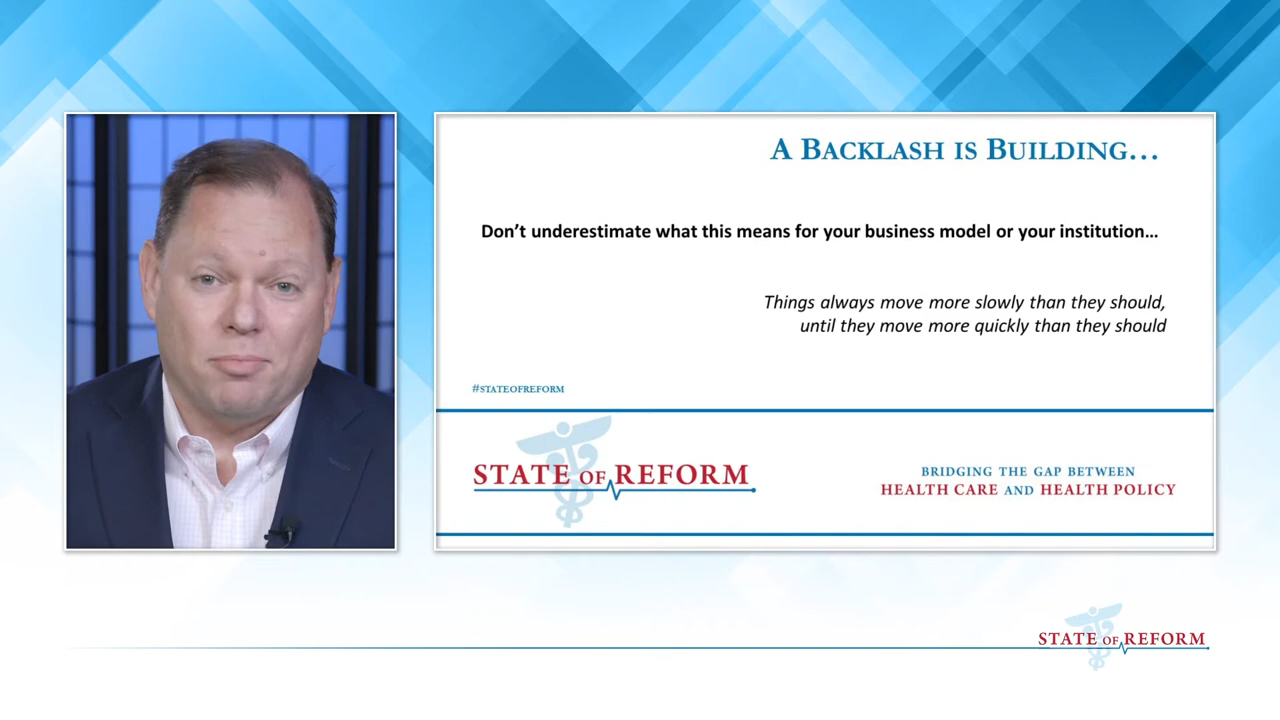 A BACKLASH IS BUILDING…
Don't underestimate what this means for your business model or your institution…
Things always move more slowly than they should,
until they move more quickly than they should
#STATEOFREFORM
STATE OF REFORM
BRIDGING THE GAP BETWEEN
HEALTH CARE AND HEALTH POLICY
STATE OF REFORM